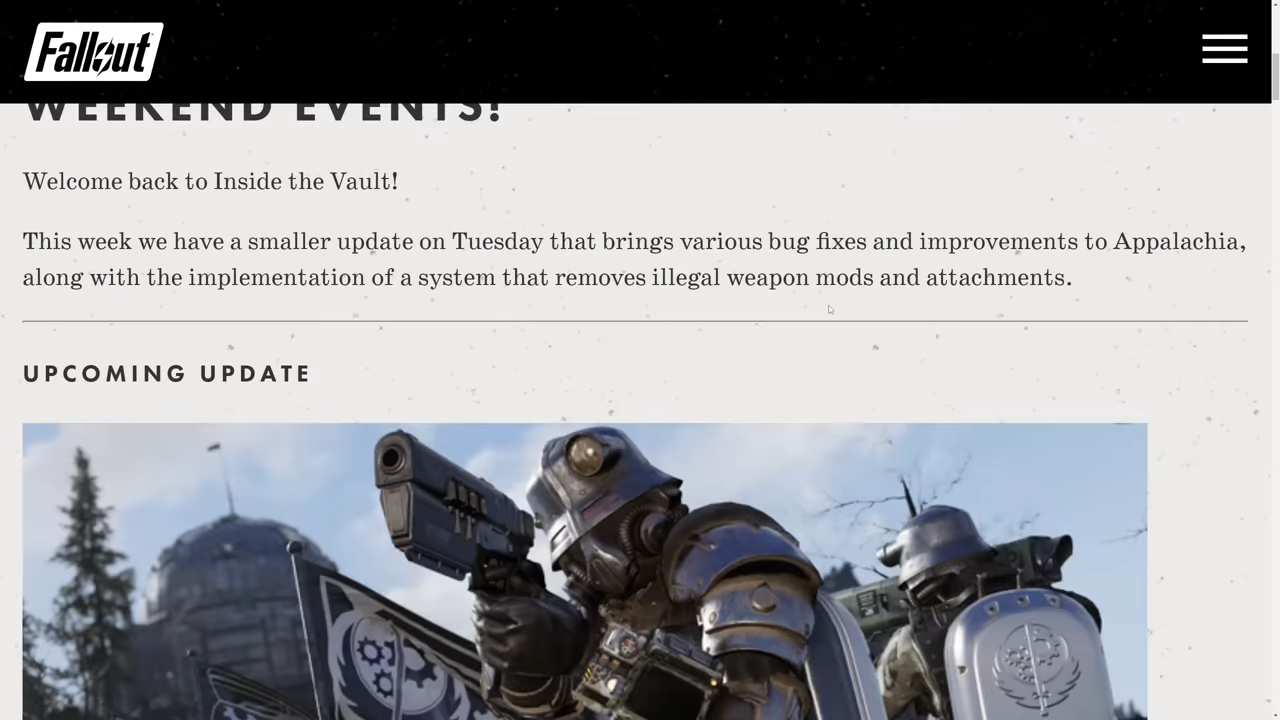 Fallout
WEEKEND EVENTS!
Welcome back to Inside the Vault!
This week we have a smaller update on Tuesday that brings various bug fixes and improvements to Appalachia,
along with the implementation of a system that removes illegal weapon mods and attachments.
UPCOMING UPDATE